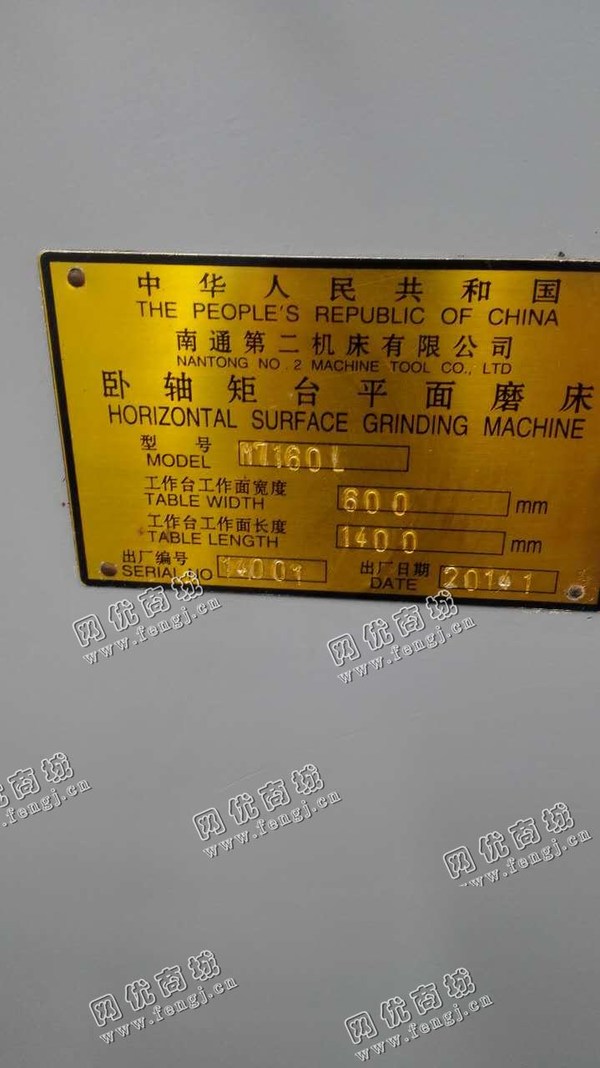 中华人民共和国
THE PEOPLE'S REPUBLIC OF CHINA
南通第二机床有限公司
NANTONG NO.2 MACHINE TOOL CO., LTD
卧轴矩台平面磨床
HORIZONTAL SURFACE GRINDING MACHINE
型号
MODEL M7160L
工作台工作面宽度
TABLE WIDTH 600 mm
工作台工作面长度
TABLE LENGTH 1400 mm
出厂编号 出厂日期
SERIAL NO 14001 DATE 20141
网优商城
www.fengj.cn
网优商城
www.fengj.cn
网优商城
www.fengj.cn
网优商城
www.fengj.cn
网优商城
www.fengj.cn
网优商城
www.fengj.cn
网优商城
www.fengj.cn